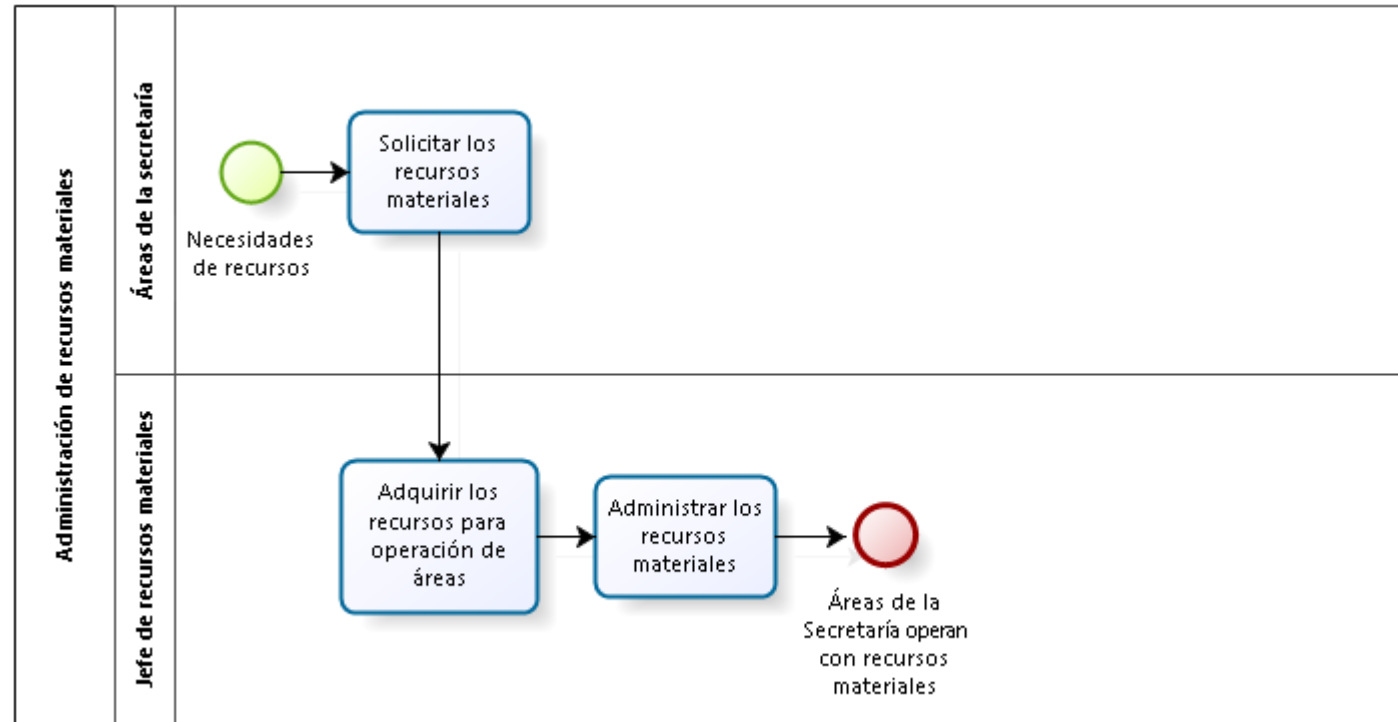 Administración de recursos materiales
Áreas de la secretaría
Solicitar los
recursos
materiales
Necesidades
de recursos
Jefe de recursos materiales
Adquirir los
recursos para
operación de
áreas
Administrar los
recursos
materiales
Áreas de la
Secretaría operan
con recursos
materiales